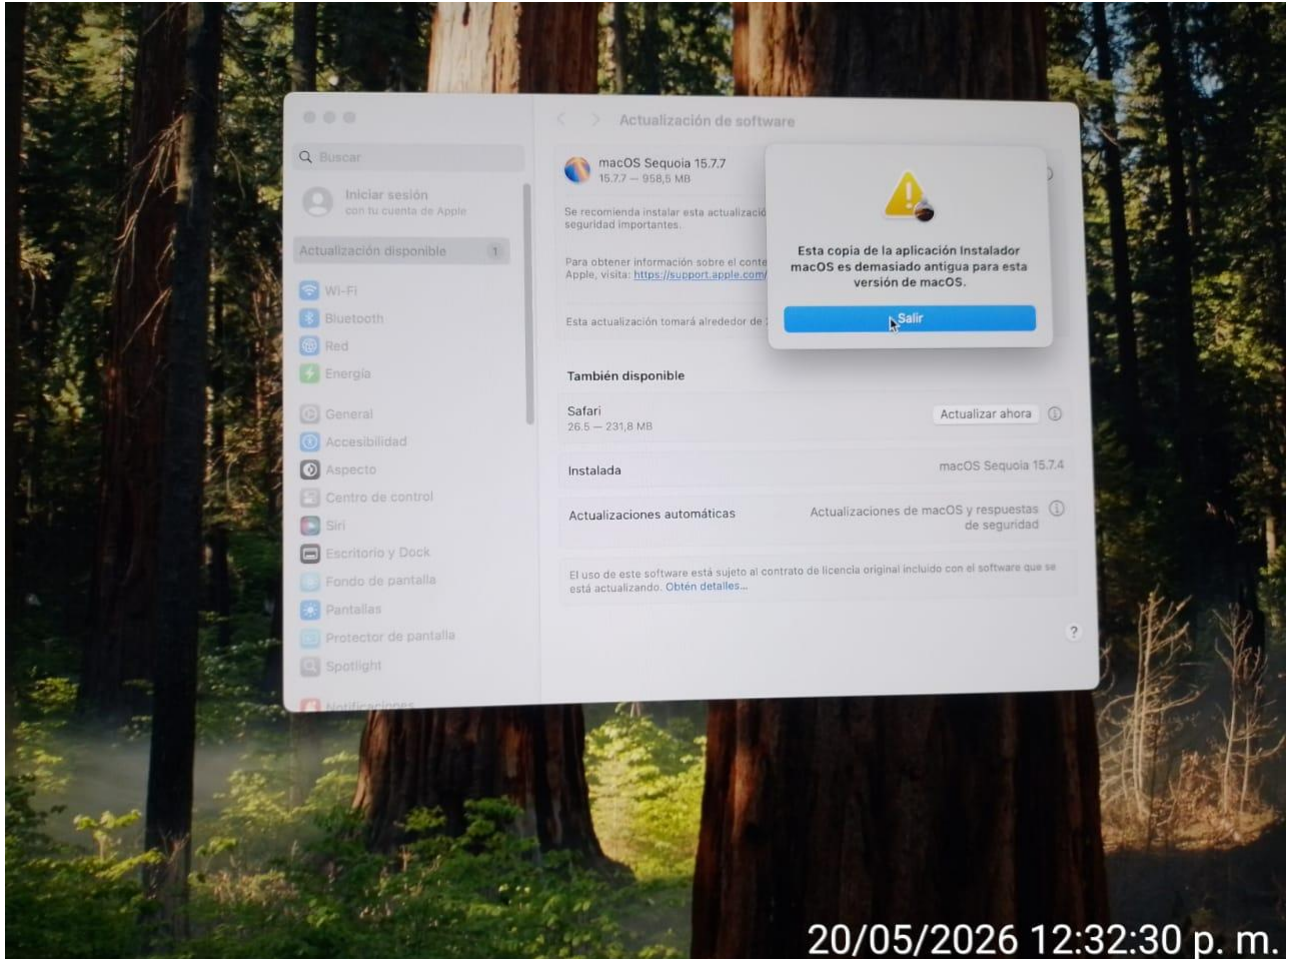 Actualización de software
Buscar
Iniciar sesión
con tu cuenta de Apple
Actualización disponible 1
Wi-Fi
Bluetooth
Red
Energía
General
Accesibilidad
Aspecto
Centro de control
Siri
Escritorio y Dock
Fondo de pantalla
Pantallas
Protector de pantalla
Spotlight
Notificaciones
macOS Sequoia 15.7.7
15.7.7 — 958,5 MB
Se recomienda instalar esta actualizació
seguridad importantes.
Para obtener información sobre el conte
Apple, visita: https://support.apple.com/
Esta actualización tomará alrededor de
Esta copia de la aplicación Instalador
macOS es demasiado antigua para esta
versión de macOS.
Salir
También disponible
Safari
26.5 — 231,8 MB
Actualizar ahora
Instalada
macOS Sequoia 15.7.4
Actualizaciones automáticas
Actualizaciones de macOS y respuestas
de seguridad
El uso de este software está sujeto al contrato de licencia original incluido con el software que se
está actualizando. Obtén detalles...
?
20/05/2026 12:32:30 p. m.